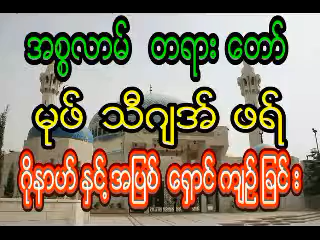 အစ္စလာမ် တရား တော်
မုဖ် သီဂျအ် ဖရ်
ဂိုနာဟ် နှင့် အပြစ် ရှောင် ကျဉ် ခြင်း